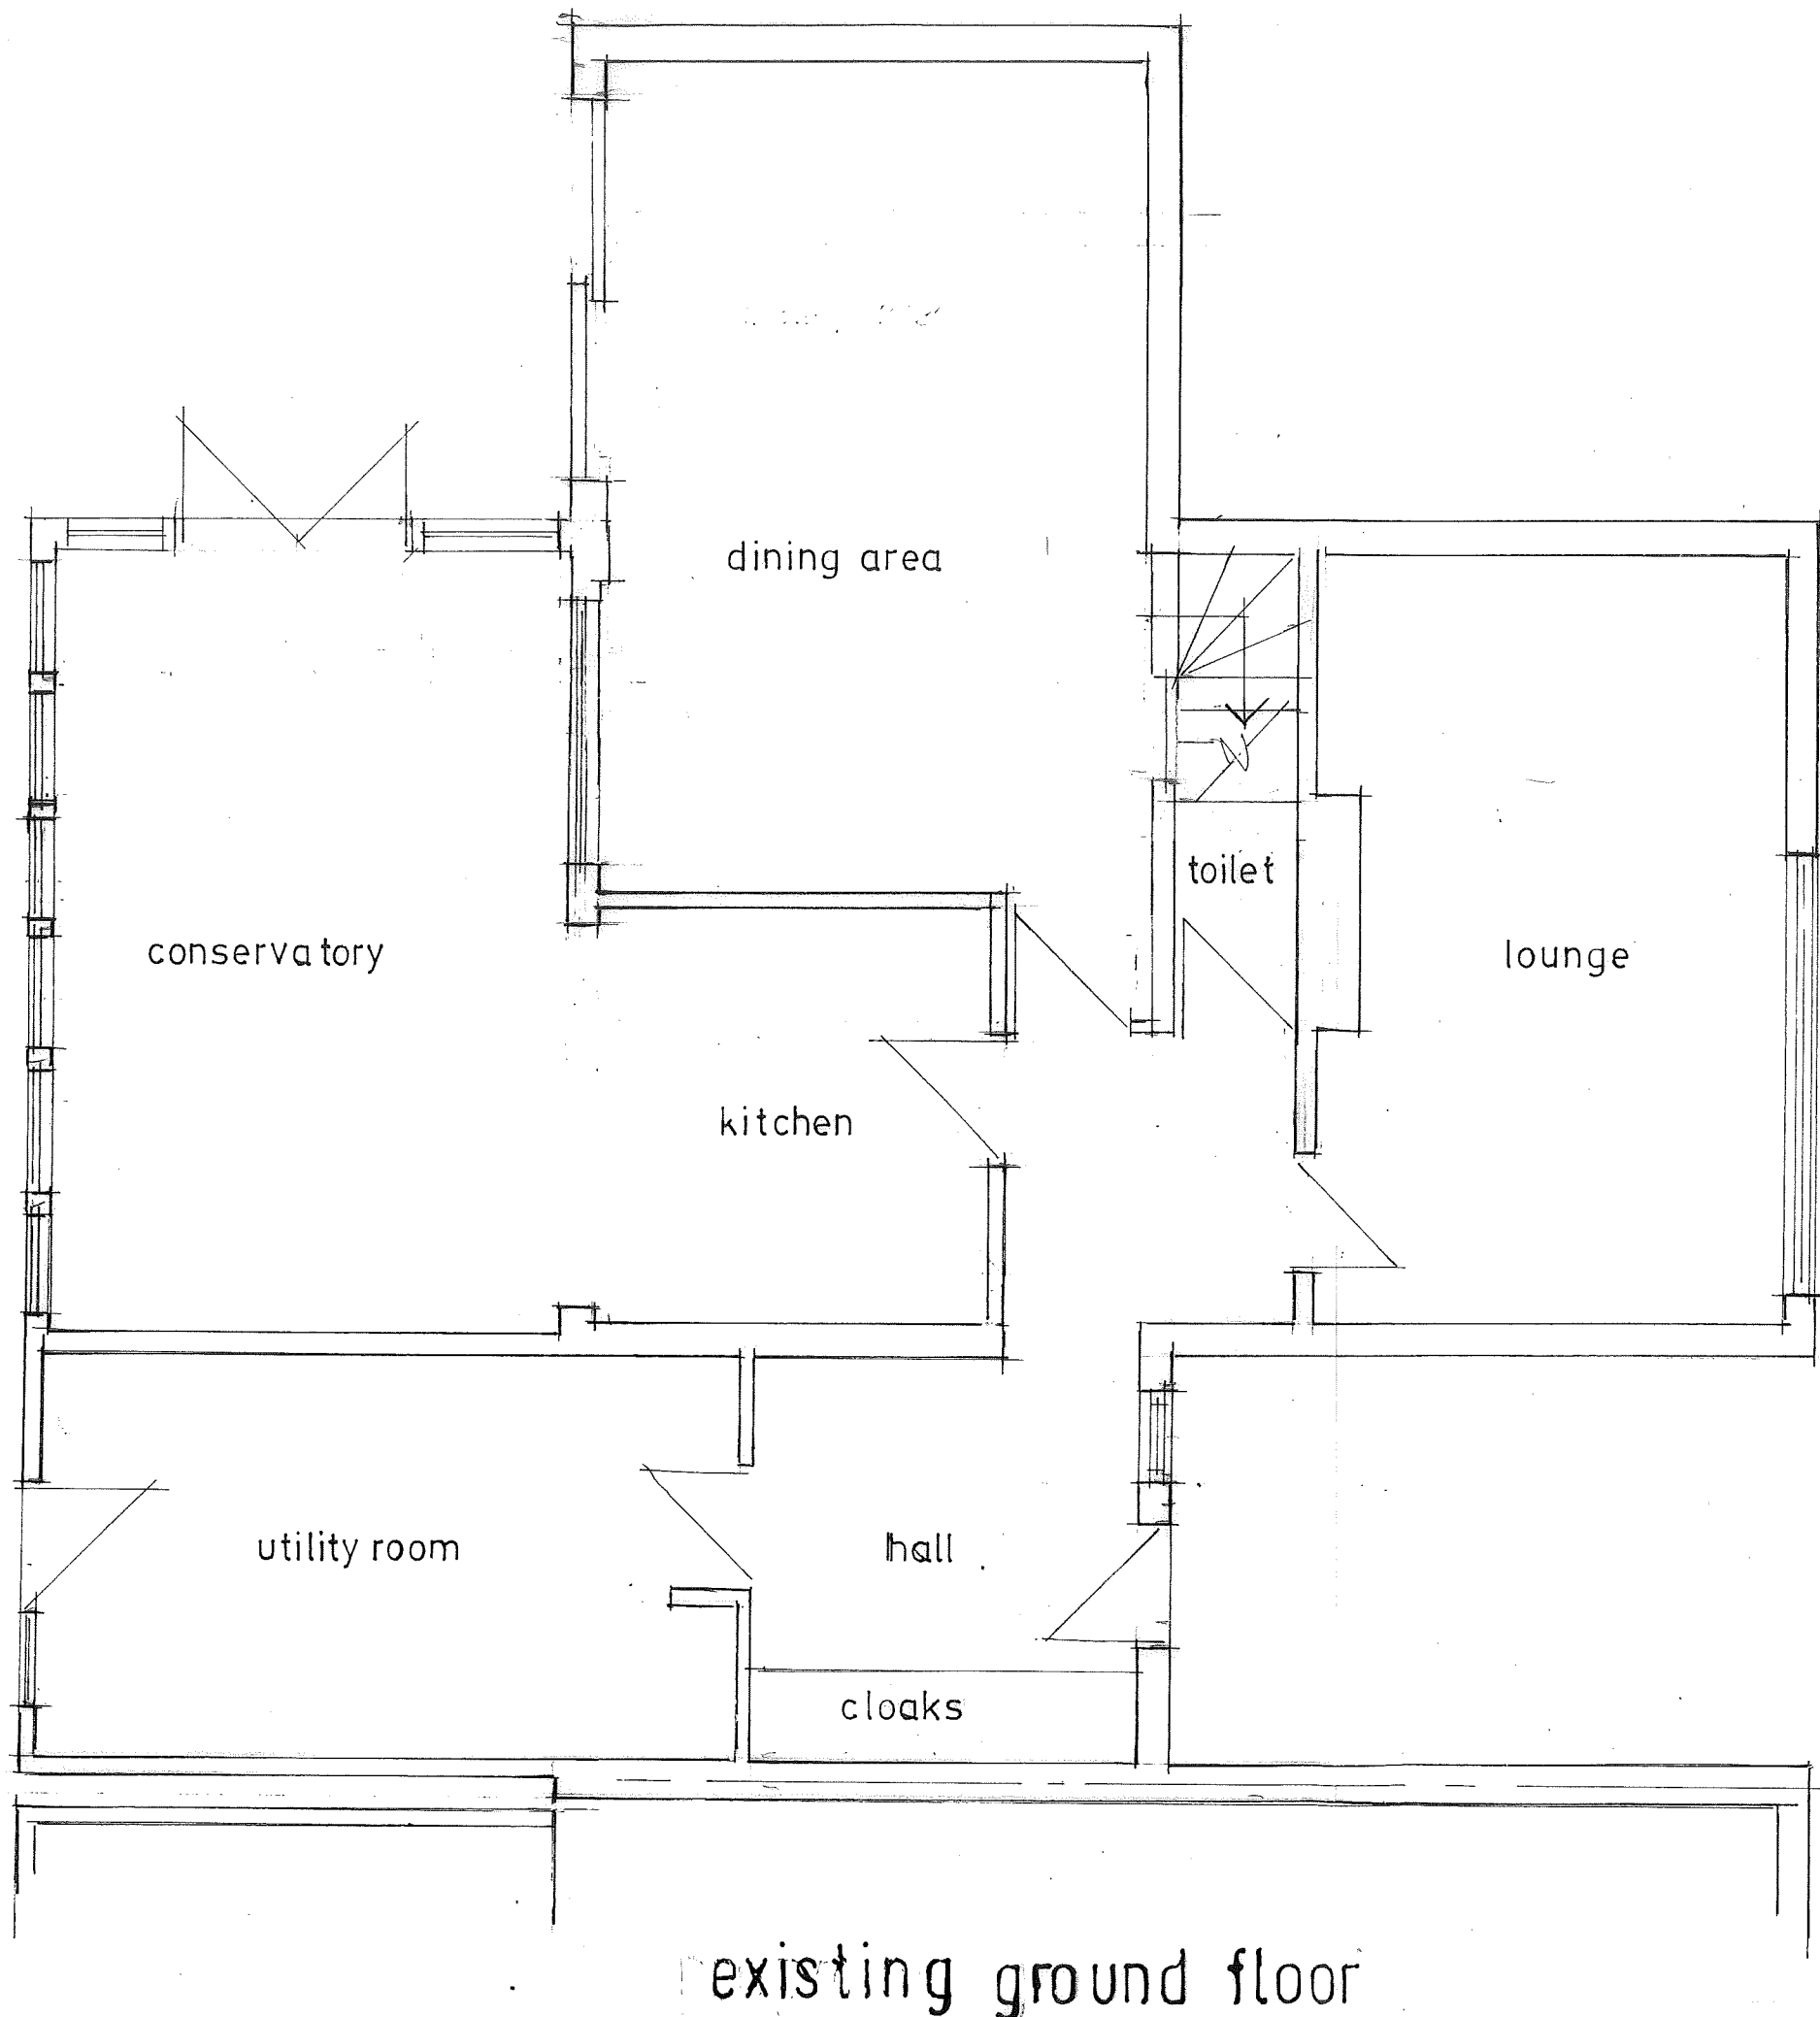 dining area
toilet
conservatory
lounge
kitchen
utility room
hall
cloaks
existing ground floor